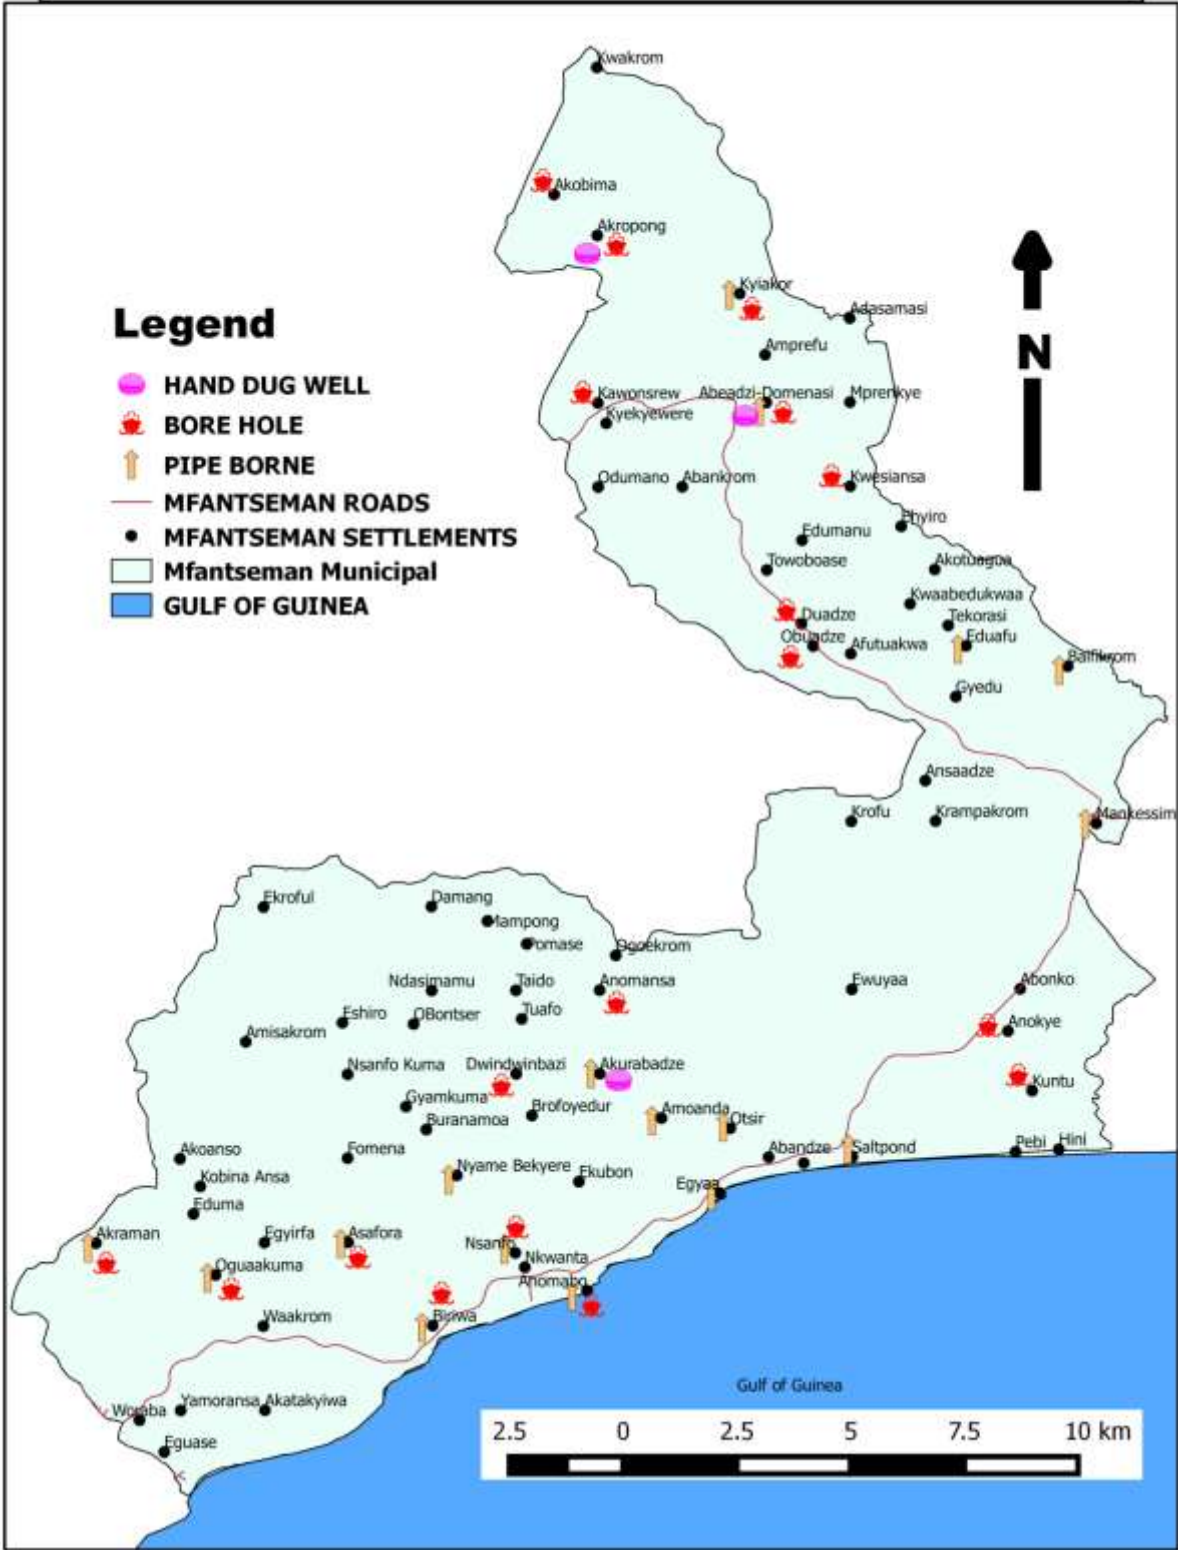 Kwakrom
Akobima
Akropong
Kyiakor
Adasamasi
Amprefu
Legend
HAND DUG WELL
BORE HOLE
PIPE BORNE
MFANTSEMAN ROADS
MFANTSEMAN SETTLEMENTS
Mfantseman Municipal
GULF OF GUINEA
N
Kawonsrew
Abeadzi-Domenasi
Mprenkye
Kyekyewere
Odumano
Abankrom
Kwesiansa
Edumanu
Towoboase
Akotuagua
Kwaabedukwaa
Duadze
Tekorasi
Obuadze
Afutuakwa
Eduafu
Baifikrom
Gyedu
Ansaadze
Krofu
Krampakrom
Mankessim
Ekroful
Damang
Mampong
Pomase
Ogoekrom
Ndasimamu
Taido
Anomansa
Ewuyaa
Abonko
Eshiro
OBontser
Tuafo
Anokye
Amisakrom
Nsanfo Kuma
Dwindwinbazi
Akurabadze
Kuntu
Gyamkuma
Brofoyedur
Amoanda
Otsir
Buranamoa
Akoanso
Fomena
Abandze
Saltpond
Pebi
Hini
Kobina Ansa
Nyame Bekyere
Ekubon
Egyaa
Eduma
Akraman
Egyirfa
Asafora
Nsanfo
Oguaakuma
Nkwanta
Anomabo
Waakrom
Biriwa
Woraba
Yamoransa
Akatakyiwa
Eguase
Gulf of Guinea
2.5 0 2.5 5 7.5 10 km